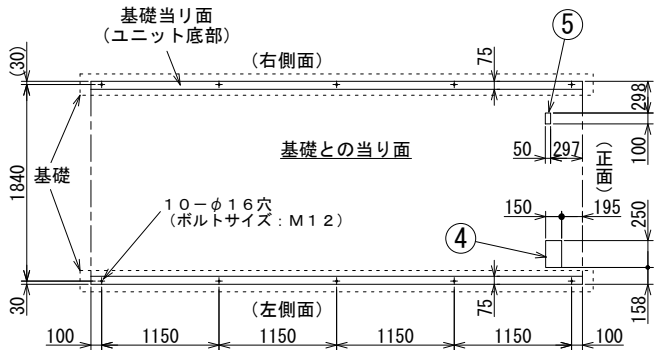 基礎当り面
(ユニット底部)
(右側面)
75
⑤
(30)
298
100
基礎との当り面
50
297
(正面)
1840
基礎
10-φ16穴
(ボルトサイズ:M12)
150
195
④
250
30
(左側面)
75
158
100
1150
1150
1150
1150
100